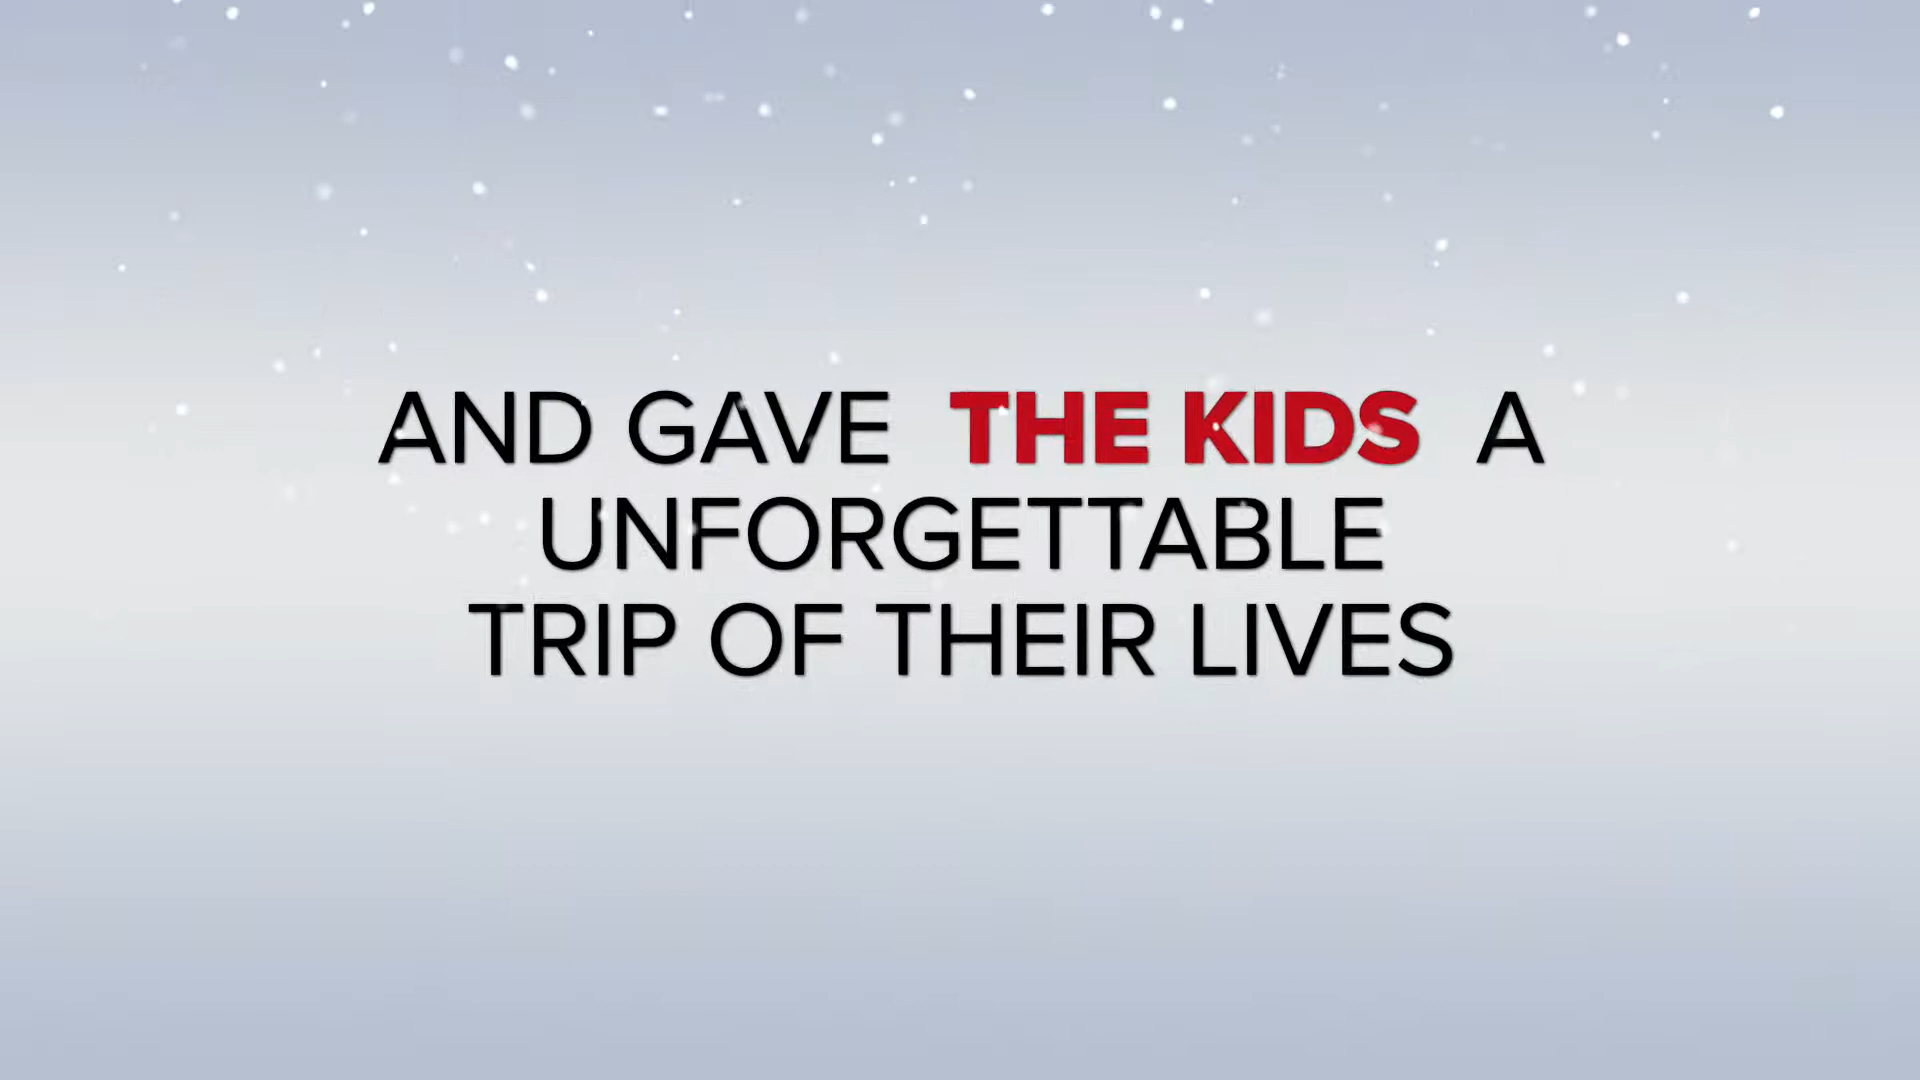 AND GAVE THE KIDS A
UNFORGETTABLE
TRIP OF THEIR LIVES